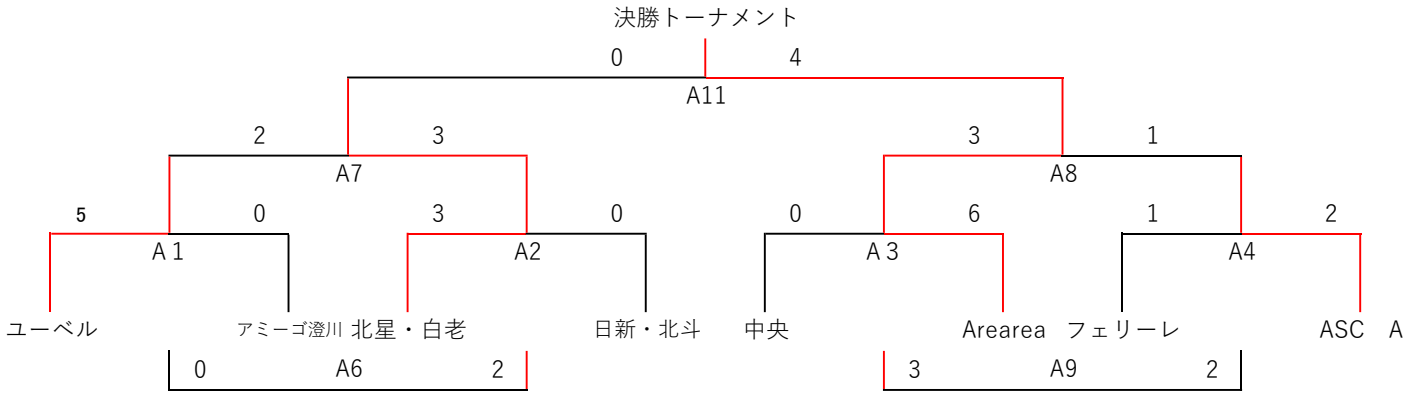 決勝トーナメント
0 4
A11
2 3 3 1
A7 A8
5 0 3 0 0 6 1 2
A 1 A2 A 3 A4
ユーベル アミーゴ澄川 北星・白老 日新・北斗 中央 Arearea フェリーレ ASC A
0 A6 2 3 A9 2